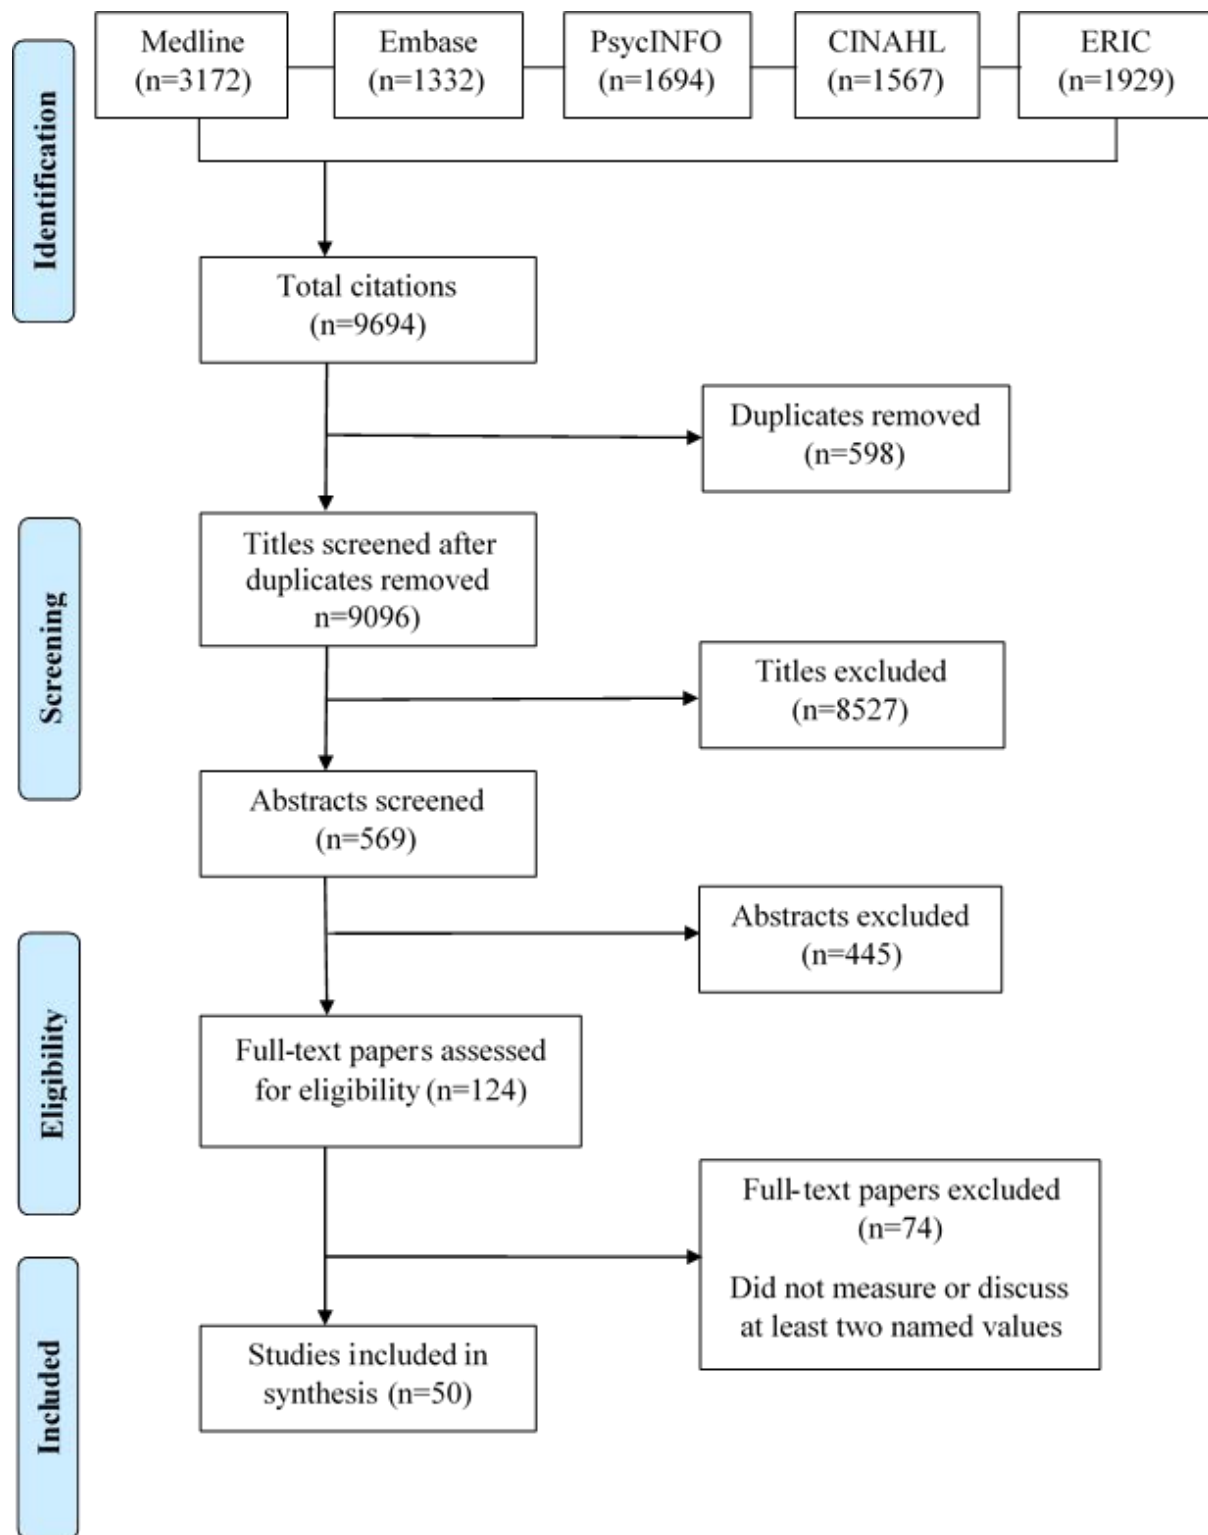 Medline
(n=3172)
Embase
(n=1332)
PsycINFO
(n=1694)
CINAHL
(n=1567)
ERIC
(n=1929)
Identification
Total citations
(n=9694)
Duplicates removed
(n=598)
Screening
Titles screened after
duplicates removed
n=9096)
Titles excluded
(n=8527)
Abstracts screened
(n=569)
Abstracts excluded
(n=445)
Eligibility
Full-text papers assessed
for eligibility (n=124)
Full-text papers excluded
(n=74)
Did not measure or discuss
at least two named values
Included
Studies included in
synthesis (n=50)